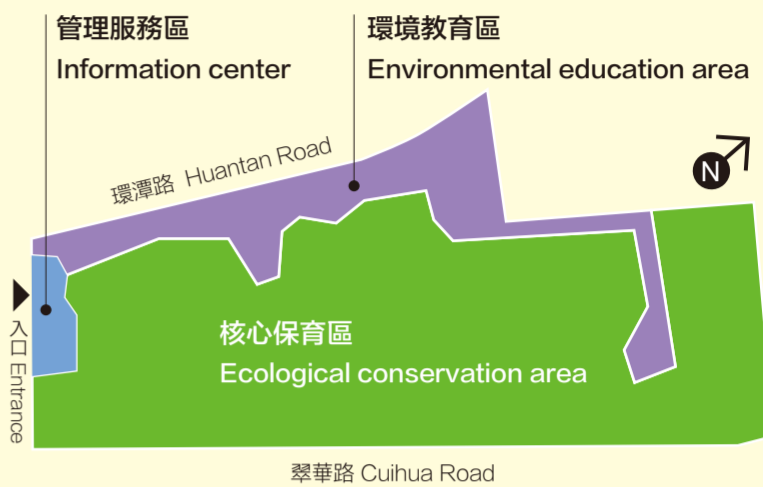 管理服務區
Information center
環境教育區
Environmental education area
環潭路 Huantan Road
N
入口 Entrance
核心保育區
Ecological conservation area
翠華路 Cuihua Road